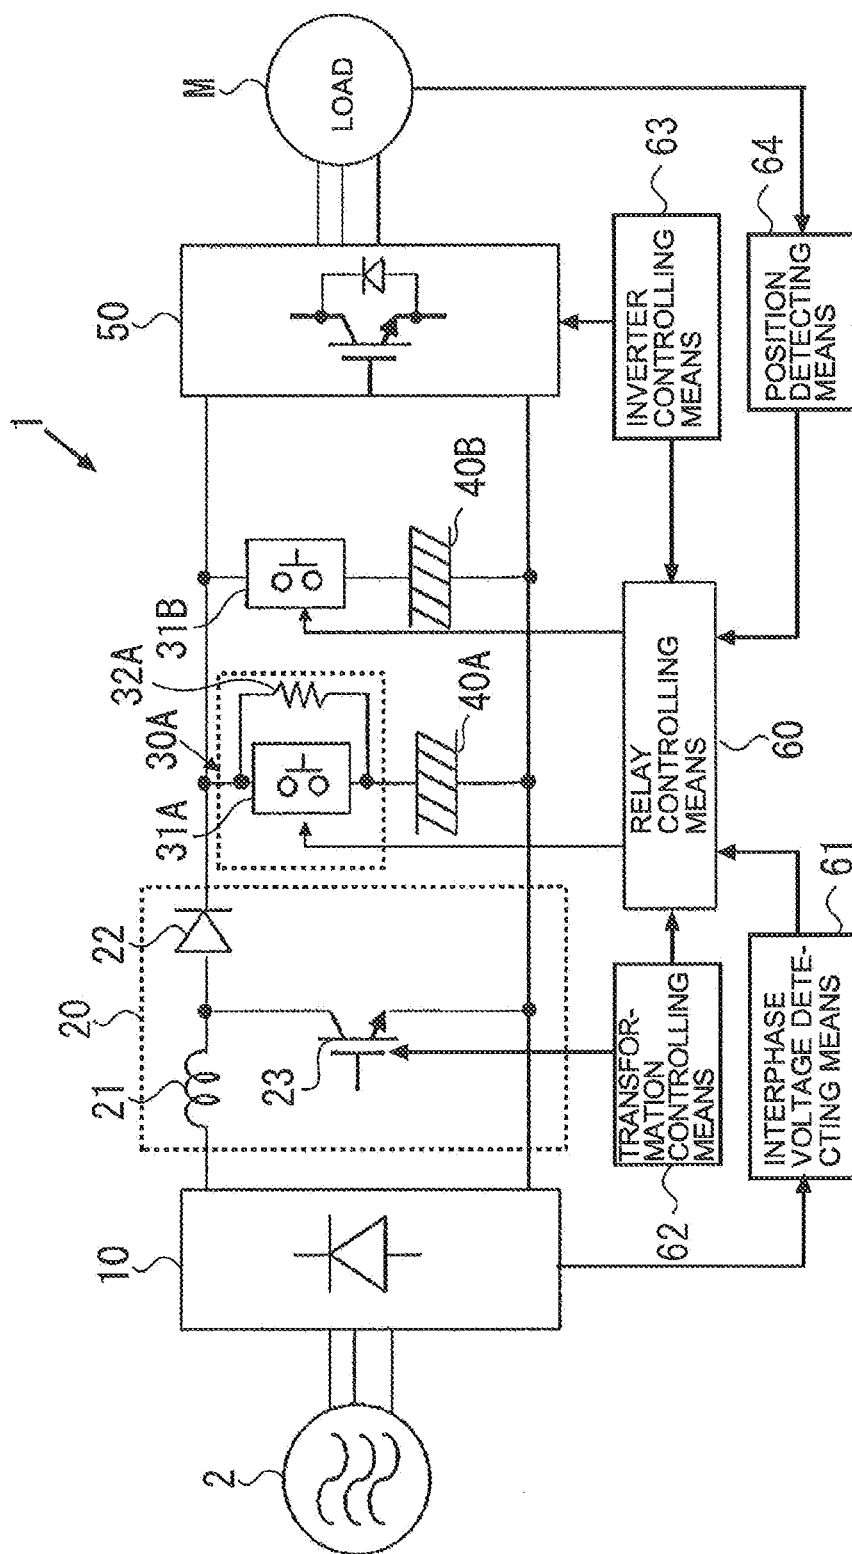 1
2
10
20
21
22
23
30A
31A
32A
31B
40A
40B
50
M
LOAD
TRANSFOR-
MATION
CONTROLLING
MEANS
62
INTERPHASE
VOLTAGE DETE-
CTING MEANS
61
RELAY
CONTROLLING
MEANS
60
INVERTER
CONTROLLING
MEANS
63
POSITION
DETECTING
MEANS
64